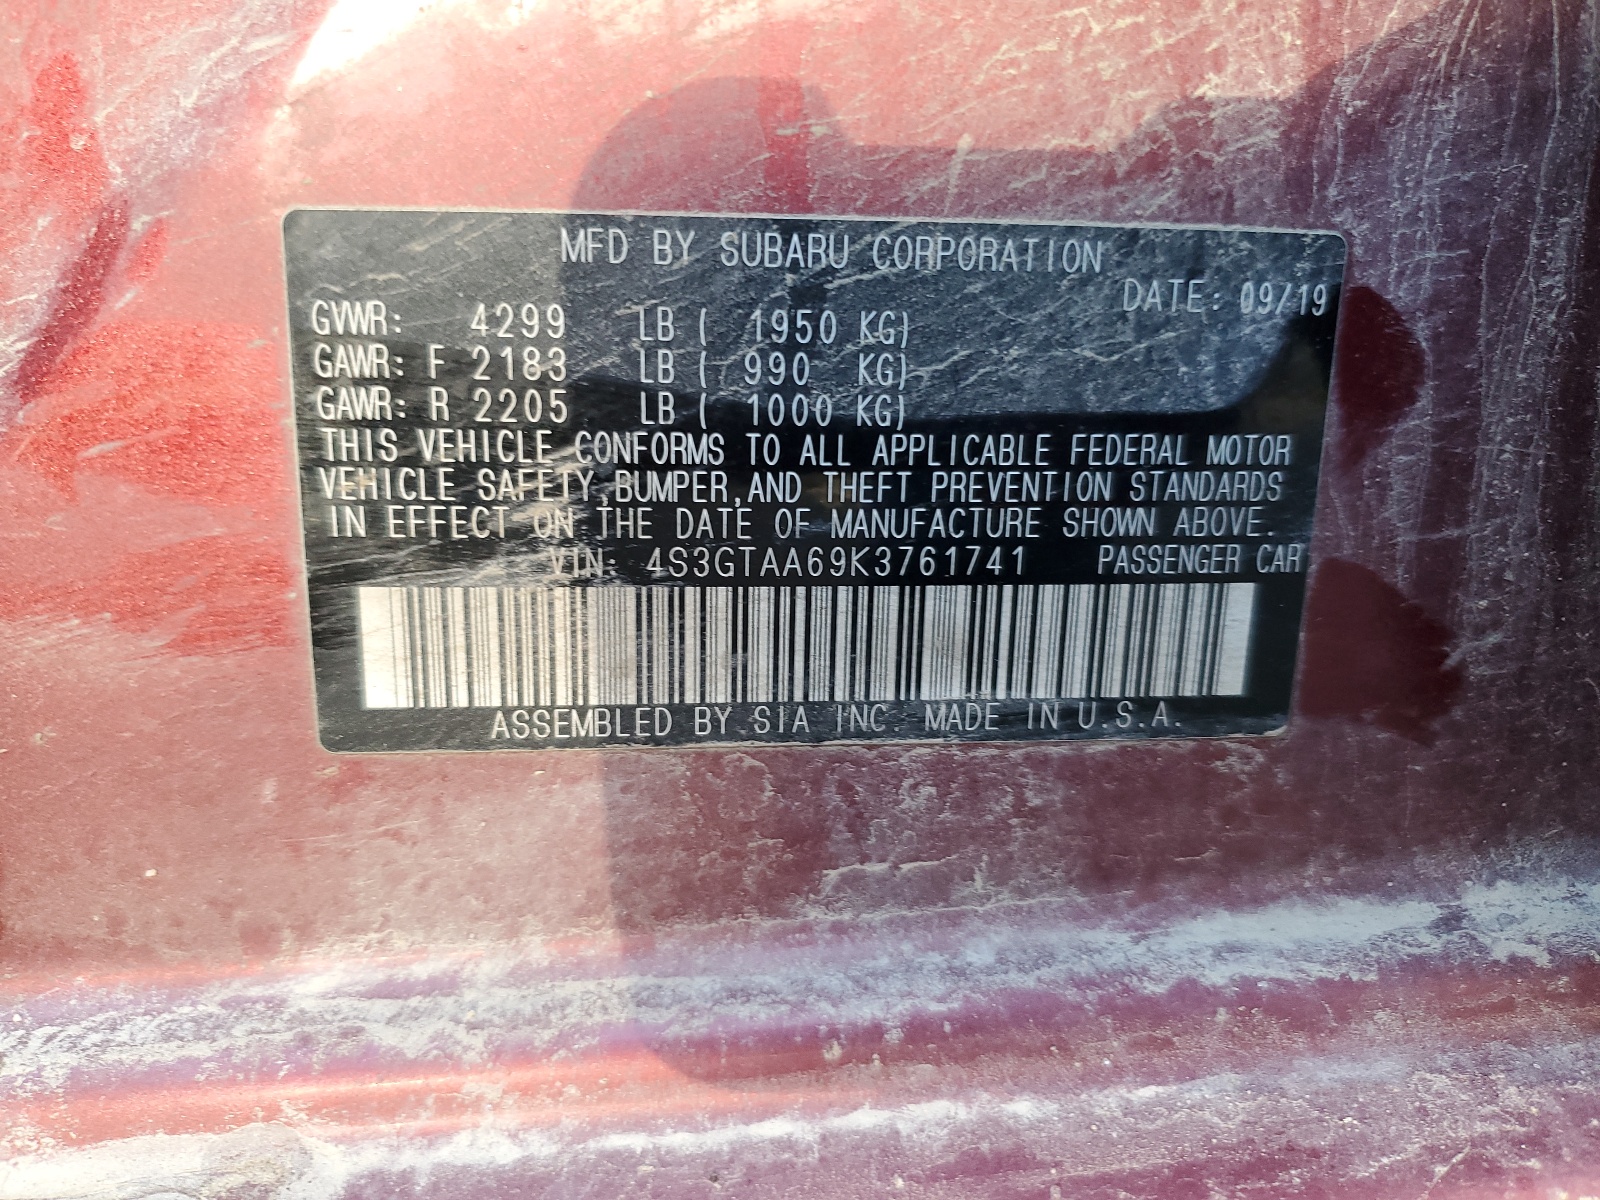 MFD BY SUBARU CORPORATION
DATE: 09/19
GVWR: 4299 LB ( 1950 KG)
GAWR: F 2183 LB ( 990 KG)
GAWR: R 2205 LB ( 1000 KG)
THIS VEHICLE CONFORMS TO ALL APPLICABLE FEDERAL MOTOR
VEHICLE SAFETY,BUMPER,AND THEFT PREVENTION STANDARDS
IN EFFECT ON THE DATE OF MANUFACTURE SHOWN ABOVE.
VIN: 4S3GTAA69K3761741 PASSENGER CAR
ASSEMBLED BY SIA INC. MADE IN U.S.A.